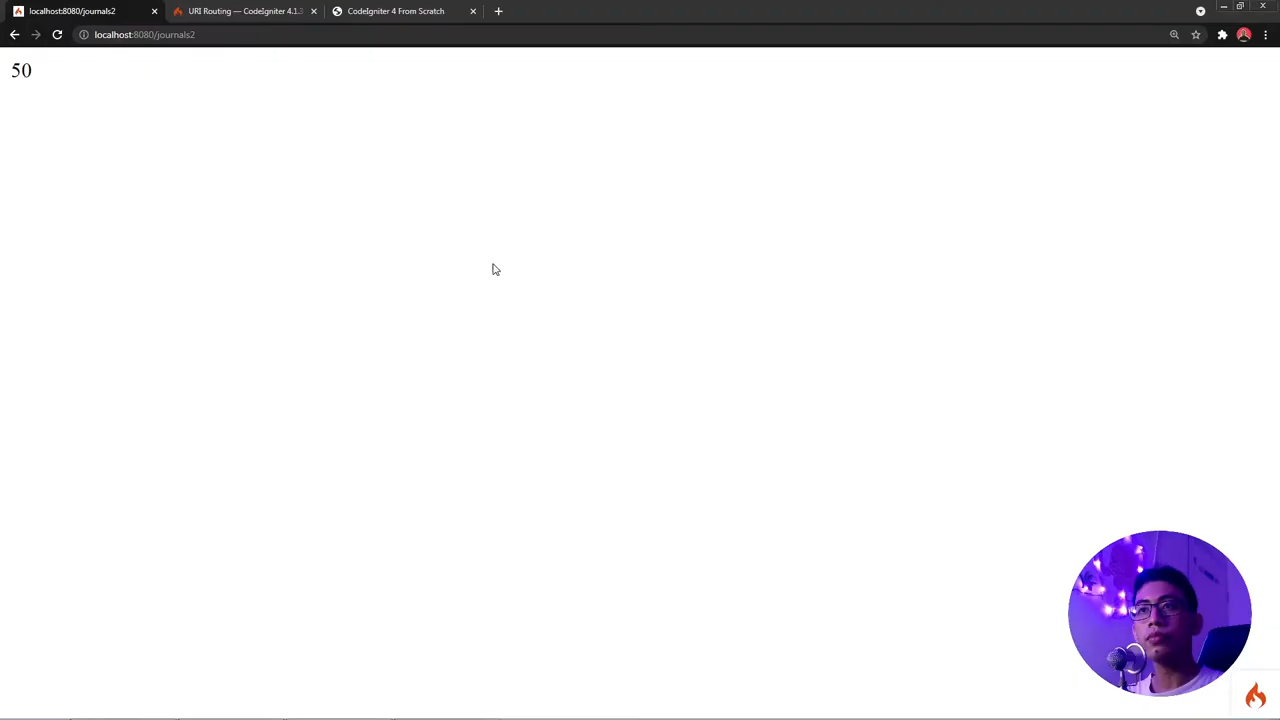 localhost:8080/journals2
URI Routing — CodeIgniter 4.1.3
CodeIgniter 4 From Scratch
localhost:8080/journals2
50